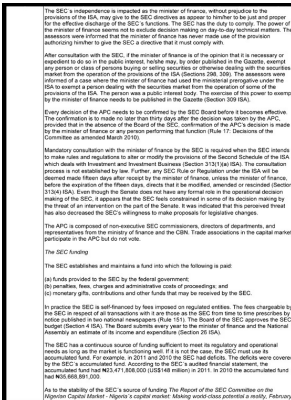 The SEC's independence is impacted as the minister of finance, without prejudice to the
provisions of the ISA, may give to the SEC directives as appear to him/her to be just and proper
for the effective discharge of the SEC's functions. The SEC has the duty to comply. The power of
the minister of finance seems not to exclude decision making on day-to-day technical matters. The
assessors were informed that the minister of finance has never made use of the provision
authorizing him/her to give the SEC a directive that it must comply with.
After consultation with the SEC, if the minister of finance is of the opinion that it is necessary or
expedient to do so in the public interest, he/she may, by order published in the Gazette, exempt
any person or class of persons buying or selling securities or otherwise dealing with the securities
market from the operation of the provisions of the ISA (Sections 298, 309). The assessors were
informed of a case where the minister of finance had used the ministerial prerogative under the
ISA to exempt a person dealing with the securities market from the operation of some of the
provisions of the ISA. The person was a public interest body. The exercise of this power to exempt
by the minister of finance needs to be published in the Gazette (Section 309 ISA).
Every decision of the APC needs to be confirmed by the SEC Board before it becomes effective.
The confirmation is to be made no later than thirty days after the decision was taken by the APC,
provided that in the absence of the Board of the SEC, confirmation of the APC's decision is made
by the minister of finance or any person performing that function (Rule 17: Decisions of the
Committee as amended March 2010).
Mandatory consultation with the minister of finance by the SEC is required when the SEC intends
to make rules and regulations to alter or modify the provisions of the Second Schedule of the ISA
which deals with Investment and Investment Business (Section 313(1)(a) ISA). The consultation
process is not established by law. Further, any SEC Rule or Regulation under the ISA will be
deemed made fifteen days after receipt by the minister of finance, unless the minister of finance,
before the expiration of the fifteen days, directs that it be modified, amended or rescinded (Section
313(4) ISA). Even though the Senate does not have any formal role in the operational decision
making of the SEC, it appears that the SEC feels constrained in some of its decision making by
the threat of an intervention on the part of the Senate. It was indicated that this perceived threat
has also decreased the SEC's willingness to make proposals for legislative changes.
The APC is composed of non-executive SEC commissioners, directors of departments, and
representatives from the ministry of finance and the CBN. Trade associations in the capital market
participate in the APC but do not vote.
The SEC funding
The SEC establishes and maintains a fund into which the following is paid:
(a) funds provided to the SEC by the federal government;
(b) penalties, fees, charges and administrative costs of proceedings; and
(c) monetary gifts, contributions and other funds that may be received by the SEC.
In practice the SEC is self-financed by fees imposed on regulated entities. The fees chargeable by
the SEC in respect of all transactions with it are those as the SEC from time to time prescribes by
notice published in two national newspapers (Rule 151). The Board of the SEC approves the SEC
budget (Section 4 ISA). The Board submits every year to the minister of finance and the National
Assembly an estimate of its income and expenditure (Section 26 ISA).
The SEC has a continuous source of funding sufficient to meet its regulatory and operational
needs as long as the market is functioning well. If it is not the case, the SEC must use its
accumulated fund. For example, in 2011 and 2010 the SEC had deficits. The deficits were covered
by the SEC's accumulated fund. According to the SEC's audited financial statement, the
accumulated fund had ₦23,471,808,000 (US$148 million) in 2011. In 2010 the accumulated fund
had ₦35,668,891,000.
As to the stability of the SEC's source of funding The Report of the SEC Committee on the
Nigerian Capital Market - Nigeria's capital market: Making world-class potential a reality, February